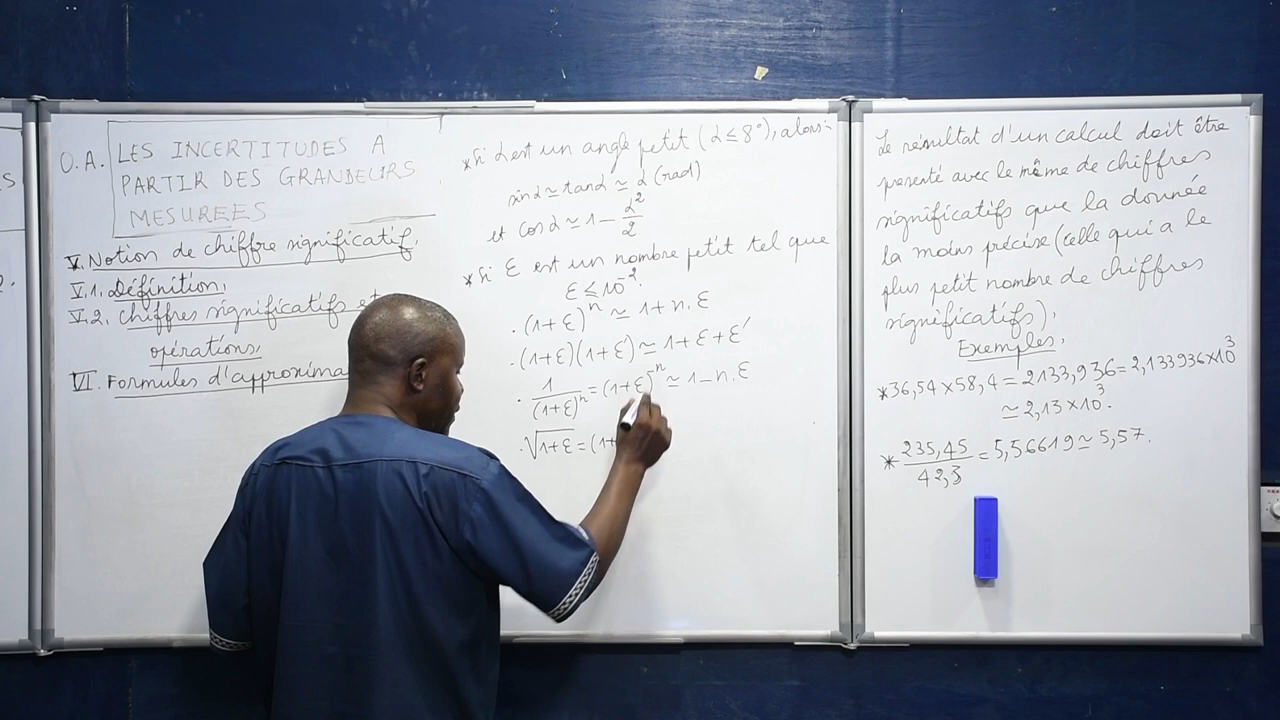 O.A. LES INCERTITUDES A
PARTIR DES GRANDEURS
MESUREES
V. Notion de chiffre significatif.
V.1. Définition.
V.2. Chiffres significatifs et
opérations.
VI. Formules d'approxima
*Si α est un angle petit (α ≤ 8°), alors:
sin α ≃ tan α ≃ α (rad)
et cos α ≃ 1 - α²/2
*Si ε est un nombre petit tel que
ε ≤ 10⁻².
. (1+ε)ⁿ ≃ 1+n.ε
. (1+ε)(1+ε) ≃ 1+ε+ε'
. 1/(1+ε)ⁿ = (1+ε)⁻ⁿ ≃ 1-n.ε
. √1+ε = (1+
Le résultat d'un calcul doit être
présenté avec le même de chiffres
significatifs que la donnée
la moins précise (celle qui a le
plus petit nombre de chiffres
significatifs).
Exemples.
*36,54×58,4 = 2133,936 = 2,133936×10³
≃ 2,13×10³.
* 235,45/42,3 = 5,56619 ≃ 5,57.